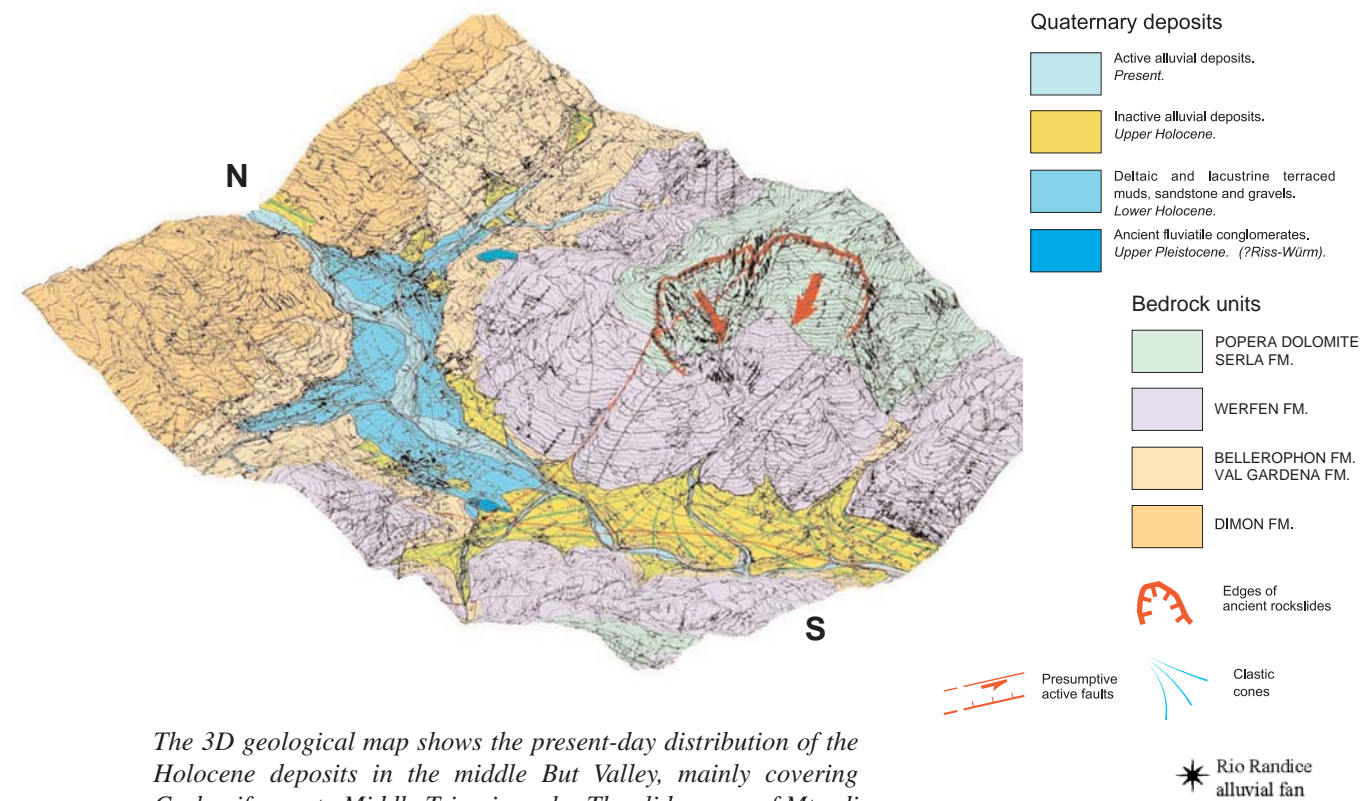 Quaternary deposits
Active alluvial deposits.
Present.
Inactive alluvial deposits.
Upper Holocene.
Deltaic and lacustrine terraced
muds, sandstone and gravels.
Lower Holocene.
Ancient fluviatile conglomerates.
Upper Pleistocene. (?Riss-Würm).
Bedrock units
POPERA DOLOMITE
SERLA FM.
WERFEN FM.
BELLEROPHON FM.
VAL GARDENA FM.
DIMON FM.
Edges of
ancient rockslides
Presumptive
active faults
Clastic
cones
Rio Randice
alluvial fan
N
S
The 3D geological map shows the present-day distribution of the
Holocene deposits in the middle But Valley, mainly covering